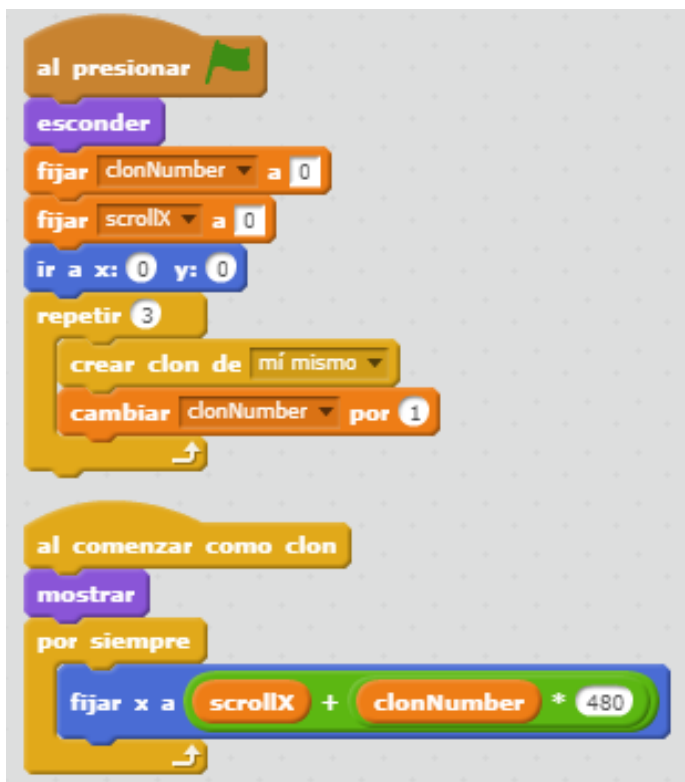 al presionar
esconder
fijar clonNumber a 0
fijar scrollX a 0
ir a x: 0 y: 0
repetir 3
crear clon de mí mismo
cambiar clonNumber por 1
al comenzar como clon
mostrar
por siempre
fijar x a scrollX + clonNumber * 480